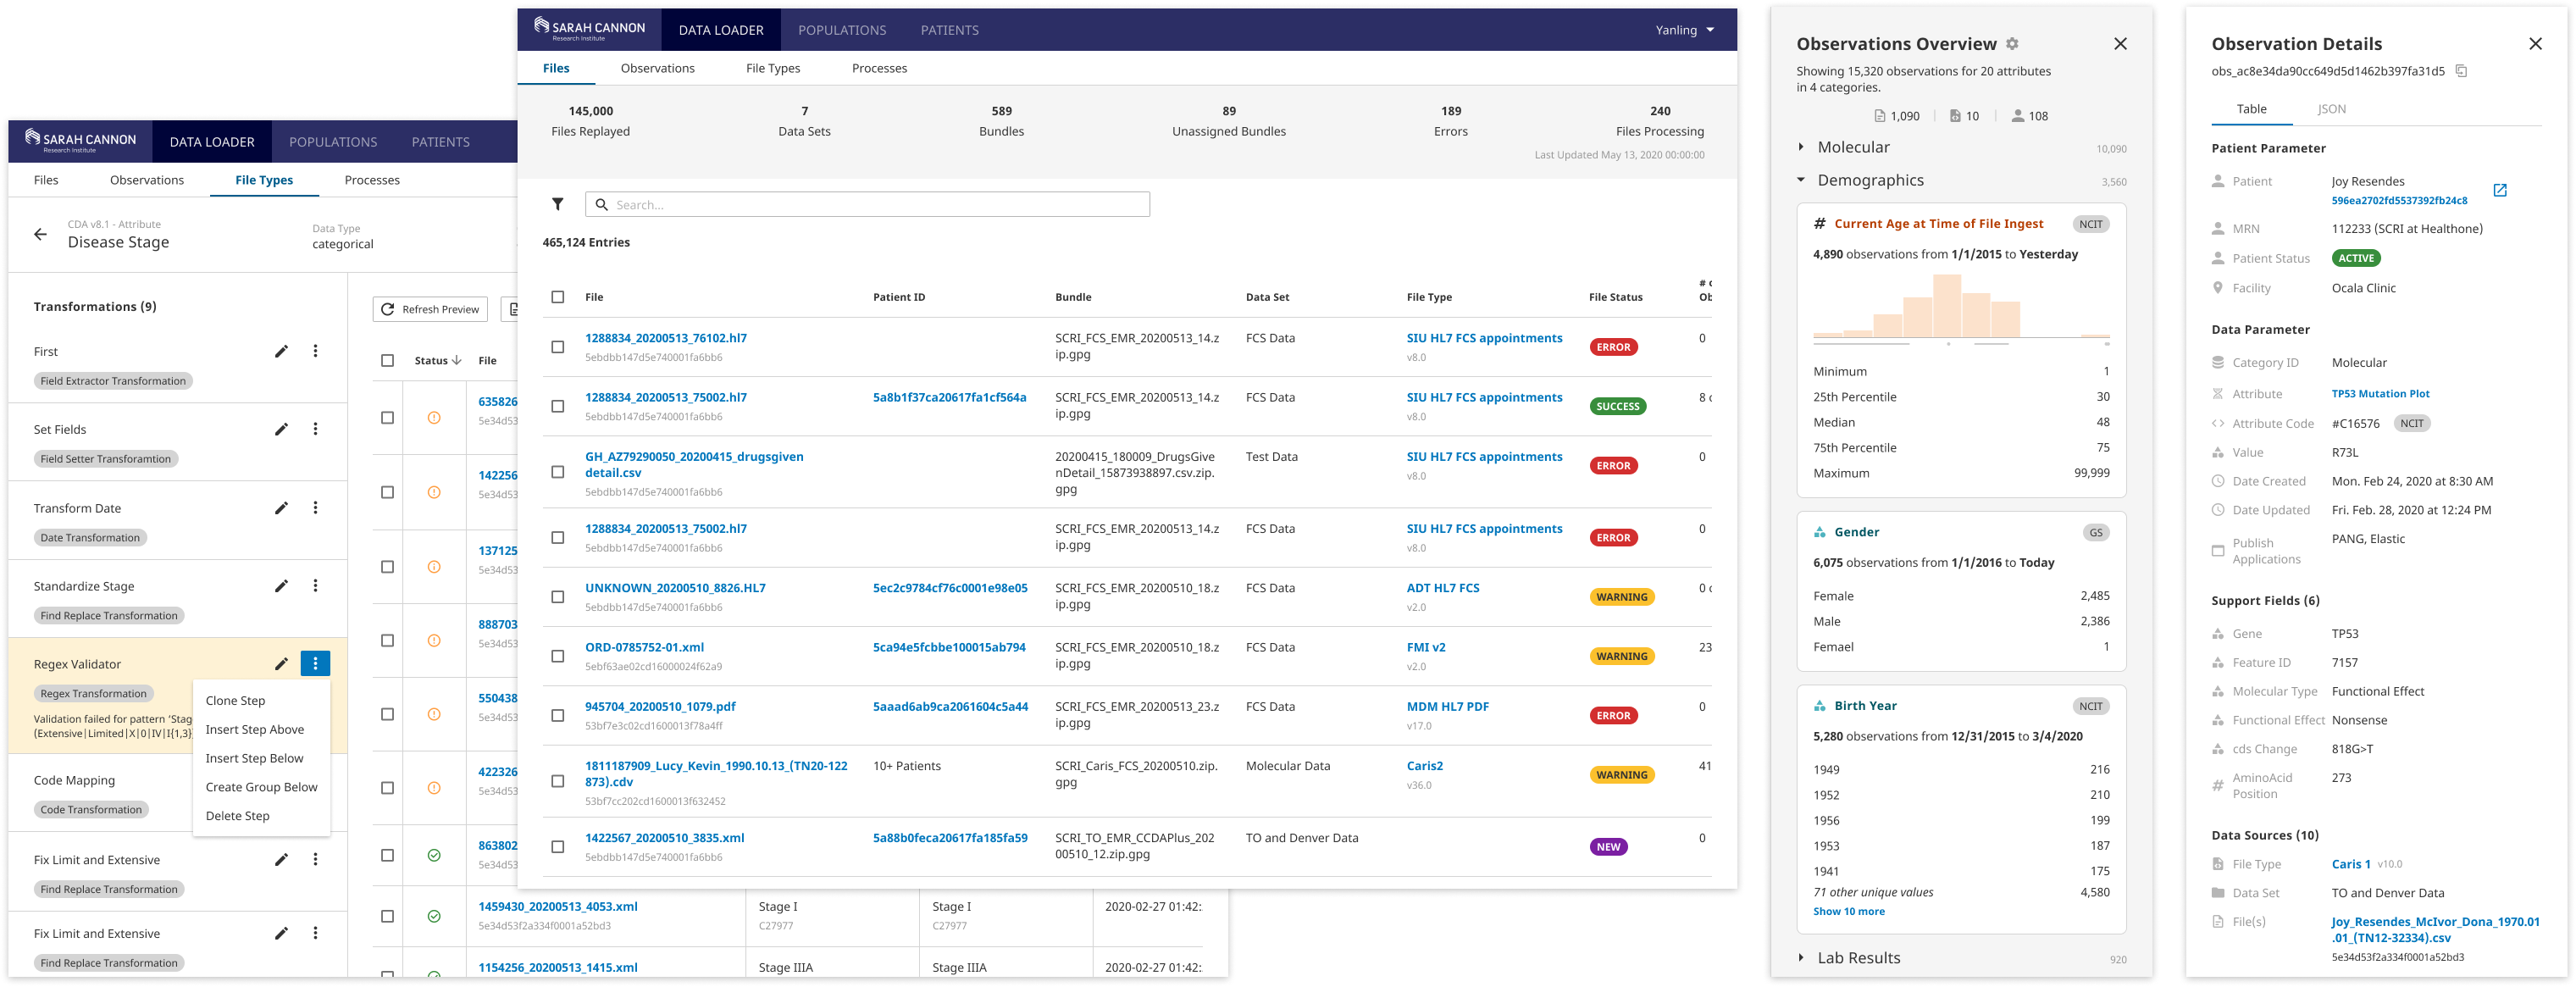 SARAH CANNON
Research Institute
DATA LOADER
POPULATIONS
PATIENTS
Files
Observations
File Types
Processes
CDA v8.1 - Attribute
Disease Stage
Data Type
categorical
Transformations (9)
First
Field Extractor Transformation
Set Fields
Field Setter Transforamtion
Transform Date
Date Transformation
Standardize Stage
Find Replace Transformation
Regex Validator
Regex Transformation
Validation failed for pattern 'Stag
(Extensive|Limited|X|0|IV|I{1,3}
Clone Step
Insert Step Above
Insert Step Below
Create Group Below
Delete Step
Code Mapping
Code Transformation
Fix Limit and Extensive
Find Replace Transformation
Fix Limit and Extensive
Find Replace Transformation
Refresh Preview
Status
File
635826
5e34d53
142256
5e34d53
137125
5e34d53
888703
5e34d53
550438
5e34d53
422326
5e34d53
863802
5e34d53
1459430_20200513_4053.xml
5e34d53f2a334f0001a52bd3
Stage I
C27977
Stage I
C27977
2020-02-27 01:42:
1154256_20200513_1415.xml
Stage IIIA
Stage IIIA
2020-02-27 01:42:
SARAH CANNON
Research Institute
DATA LOADER
POPULATIONS
PATIENTS
Yanling
Files
Observations
File Types
Processes
145,000
Files Replayed
7
Data Sets
589
Bundles
89
Unassigned Bundles
189
Errors
240
Files Processing
Last Updated May 13, 2020 00:00:00
Search...
465,124 Entries
File
Patient ID
Bundle
Data Set
File Type
File Status
#
Ob
1288834_20200513_76102.hl7
5ebdbb147d5e740001fa6bb6
SCRI_FCS_EMR_20200513_14.z
ip.gpg
FCS Data
SIU HL7 FCS appointments
v8.0
ERROR
0
1288834_20200513_75002.hl7
5ebdbb147d5e740001fa6bb6
5a8b1f37ca20617fa1cf564a
SCRI_FCS_EMR_20200513_14.z
ip.gpg
FCS Data
SIU HL7 FCS appointments
v8.0
SUCCESS
8
GH_AZ79290050_20200415_drugsgiven
detail.csv
5ebdbb147d5e740001fa6bb6
20200415_180009_DrugsGive
nDetail_15873938897.csv.zip.
gpg
Test Data
SIU HL7 FCS appointments
v8.0
ERROR
0
1288834_20200513_75002.hl7
5ebdbb147d5e740001fa6bb6
SCRI_FCS_EMR_20200513_14.z
ip.gpg
FCS Data
SIU HL7 FCS appointments
v8.0
ERROR
0
UNKNOWN_20200510_8826.HL7
5ebdbb147d5e740001fa6bb6
5ec2c9784cf76c0001e98e05
SCRI_FCS_EMR_20200510_18.z
ip.gpg
FCS Data
ADT HL7 FCS
v2.0
WARNING
0
ORD-0785752-01.xml
5ebf63ae02cd16000024f62a9
5ca94e5fcbbe100015ab794
SCRI_FCS_EMR_20200510_18.z
ip.gpg
FCS Data
FMI v2
v2.0
WARNING
23
945704_20200510_1079.pdf
53bf7e3c02cd1600013f78a4ff
5aaad6ab9ca2061604c5a44
SCRI_FCS_EMR_20200513_23.z
ip.gpg
FCS Data
MDM HL7 PDF
v17.0
ERROR
0
1811187909_Lucy_Kevin_1990.10.13_(TN20-122
873).cdv
53bf7cc202cd1600013f632452
10+ Patients
SCRI_Caris_FCS_20200510.zip.
gpg
Molecular Data
Caris2
v36.0
WARNING
41
1422567_20200510_3835.xml
5ebdbb147d5e740001fa6bb6
5a88b0feca20617fa185fa59
SCRI_TO_EMR_CCDAPlus_202
00510_12.zip.gpg
TO and Denver Data
NEW
0
Observations Overview
Showing 15,320 observations for 20 attributes
in 4 categories.
1,090
10
108
Molecular
10,090
Demographics
3,560
# Current Age at Time of File Ingest
NCIT
4,890 observations from 1/1/2015 to Yesterday
Minimum 1
25th Percentile 30
Median 48
75th Percentile 75
Maximum 99,999
Gender
GS
6,075 observations from 1/1/2016 to Today
Female 2,485
Male 2,386
Femael 1
Birth Year
NCIT
5,280 observations from 12/31/2015 to 3/4/2020
1949 216
1952 210
1956 199
1953 187
1941 175
71 other unique values 4,580
Show 10 more
Lab Results
920
Observation Details
obs_ac8e34da90cc649d5d1462b397fa31d5
Table
JSON
Patient Parameter
Patient
Joy Resendes
596ea2702fd5537392fb24c8
MRN
112233 (SCRI at Healthone)
Patient Status
ACTIVE
Facility
Ocala Clinic
Data Parameter
Category ID
Molecular
Attribute
TP53 Mutation Plot
Attribute Code
#C16576
NCIT
Value
R73L
Date Created
Mon. Feb 24, 2020 at 8:30 AM
Date Updated
Fri. Feb. 28, 2020 at 12:24 PM
Publish
Applications
PANG, Elastic
Support Fields (6)
Gene
TP53
Feature ID
7157
Molecular Type
Functional Effect
Functional Effect
Nonsense
cds Change
818G>T
# AminoAcid
Position
273
Data Sources (10)
File Type
Caris 1 v10.0
Data Set
TO and Denver Data
File(s)
Joy_Resendes_McIvor_Dona_1970.01
.01_(TN12-32334).csv
5e34d53f2a334f0001a52bd3